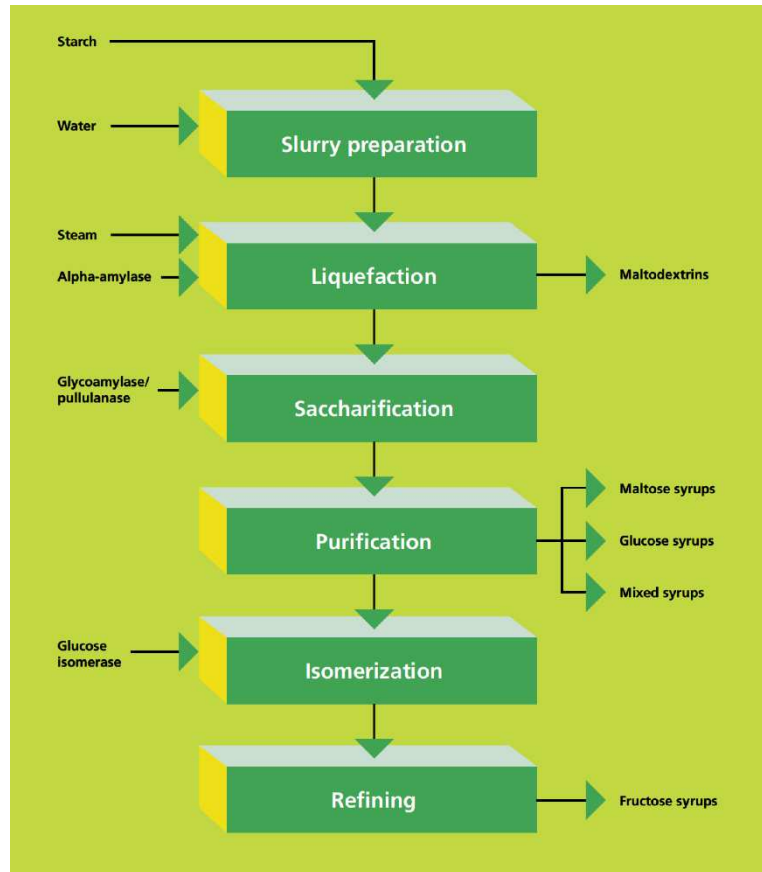 Starch
Water
Slurry preparation
Steam
Alpha-amylase
Liquefaction
Maltodextrins
Glycoamylase/
pullulanase
Saccharification
Maltose syrups
Purification
Glucose syrups
Mixed syrups
Glucose
isomerase
Isomerization
Refining
Fructose syrups